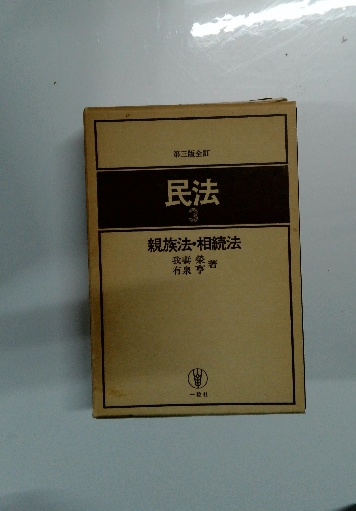 第三版全訂
民法
3
親族法・相続法
我妻 榮
有泉 亨 著
一粒社